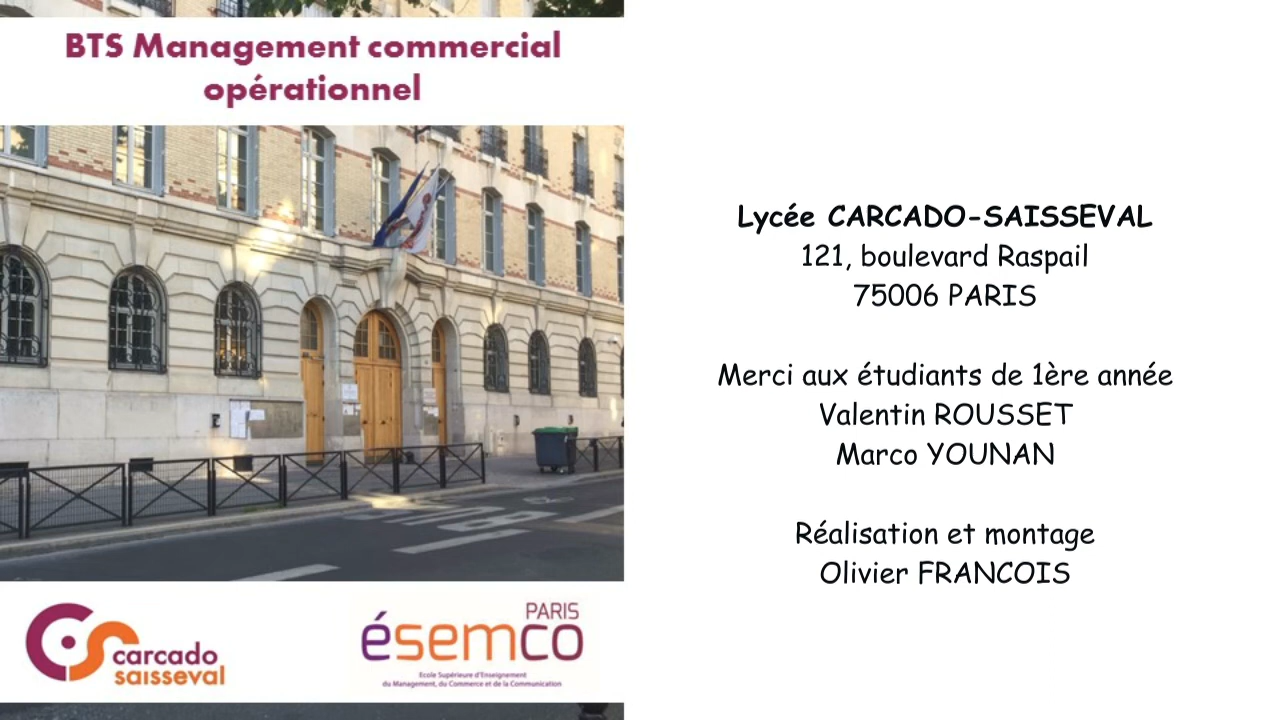 BTS Management commercial
opérationnel
carcado
saisseval
PARIS
ésemco
Ecole Supérieure d'Enseignement
du Management, du Commerce et de la Communication
Lycée CARCADO-SAISSEVAL
121, boulevard Raspail
75006 PARIS
Merci aux étudiants de 1ère année
Valentin ROUSSET
Marco YOUNAN
Réalisation et montage
Olivier FRANCOIS